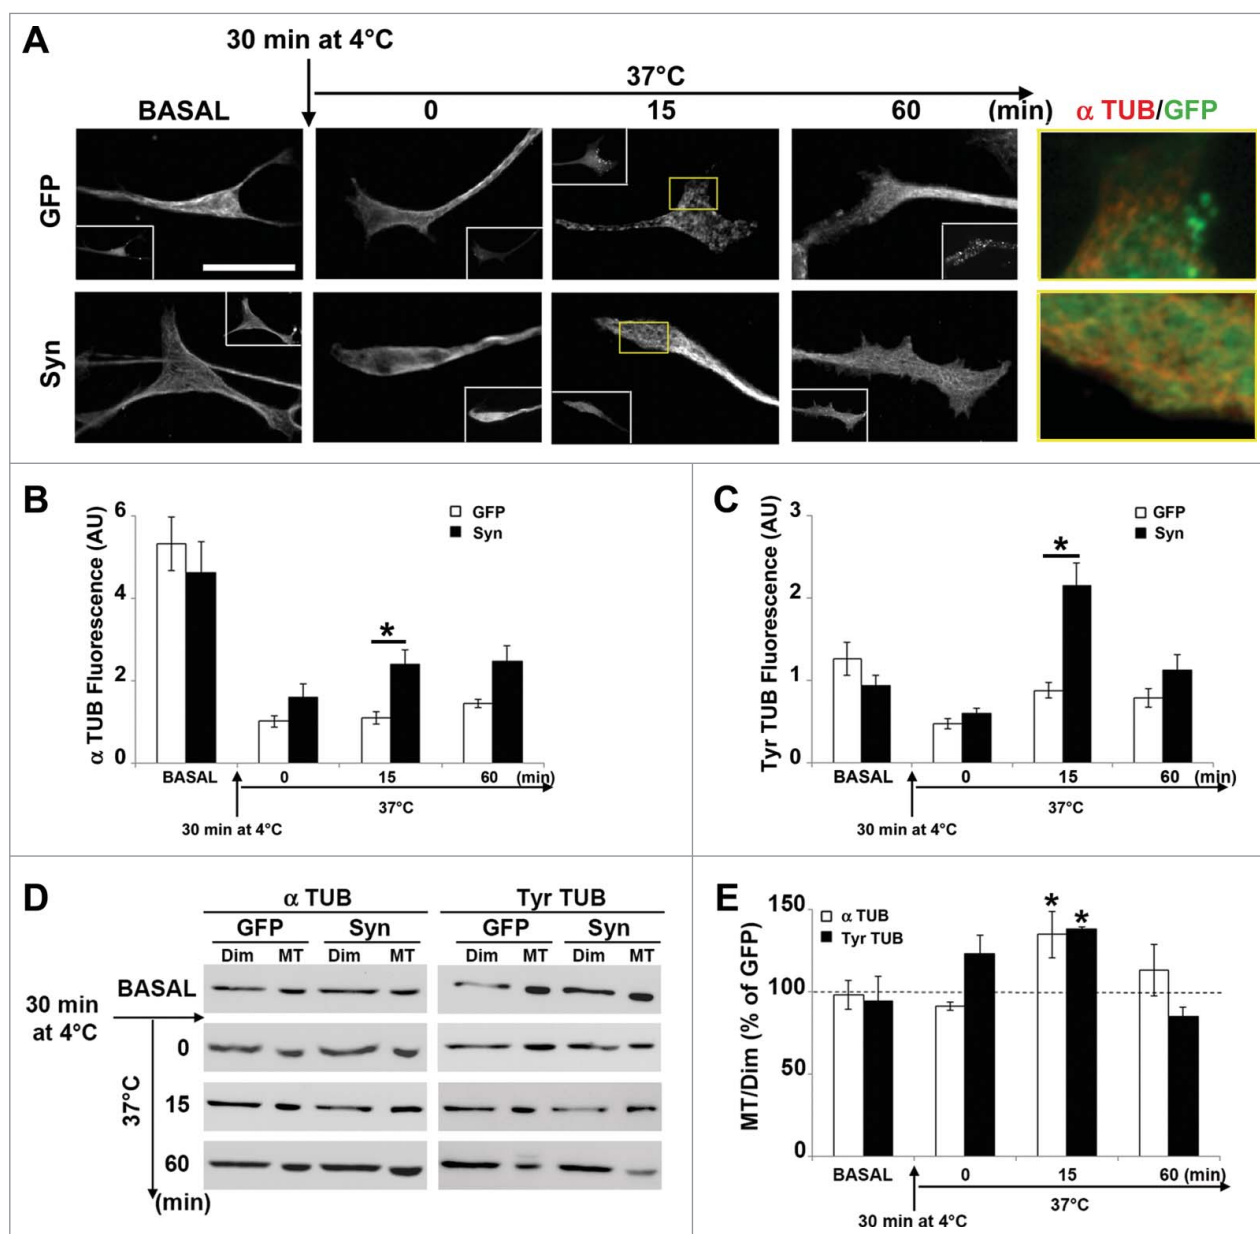 A
30 min at 4°C
37°C
BASAL 0 15 60 (min) α TUB/GFP
GFP
Syn
B
α TUB Fluorescence (AU)
6
4
2
0
GFP
Syn
*
BASAL 0 15 60 (min)
37°C
30 min at 4°C
C
Tyr TUB Fluorescence (AU)
3
2
1
0
GFP
Syn
*
BASAL 0 15 60 (min)
37°C
30 min at 4°C
D
α TUB Tyr TUB
GFP Syn GFP Syn
Dim MT Dim MT Dim MT Dim MT
BASAL
30 min
at 4°C
0
15
60
37°C
(min)
E
MT/Dim (% of GFP)
150
100
50
0
α TUB
Tyr TUB
* *
BASAL 0 15 60 (min)
37°C
30 min at 4°C